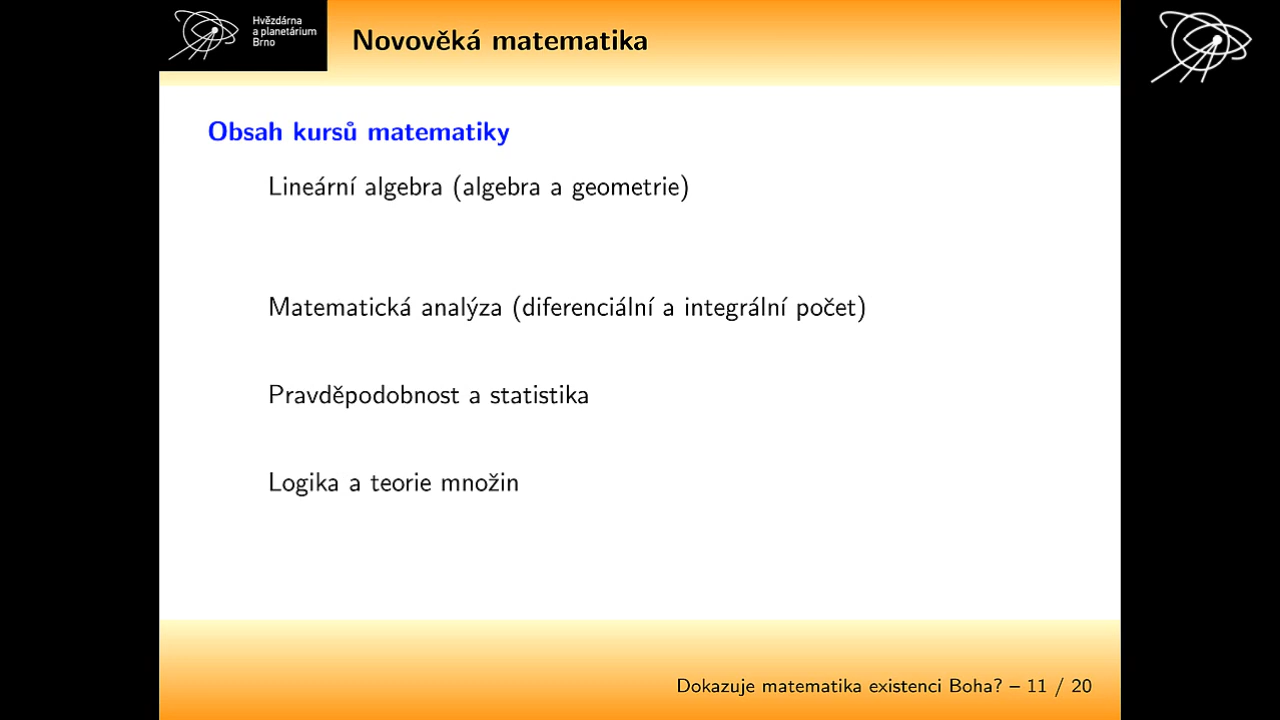 Hvězdárna
a planetárium
Brno
Novověká matematika
Obsah kursů matematiky
Lineární algebra (algebra a geometrie)
Matematická analýza (diferenciální a integrální počet)
Pravděpodobnost a statistika
Logika a teorie množin
Dokazuje matematika existenci Boha? – 11 / 20